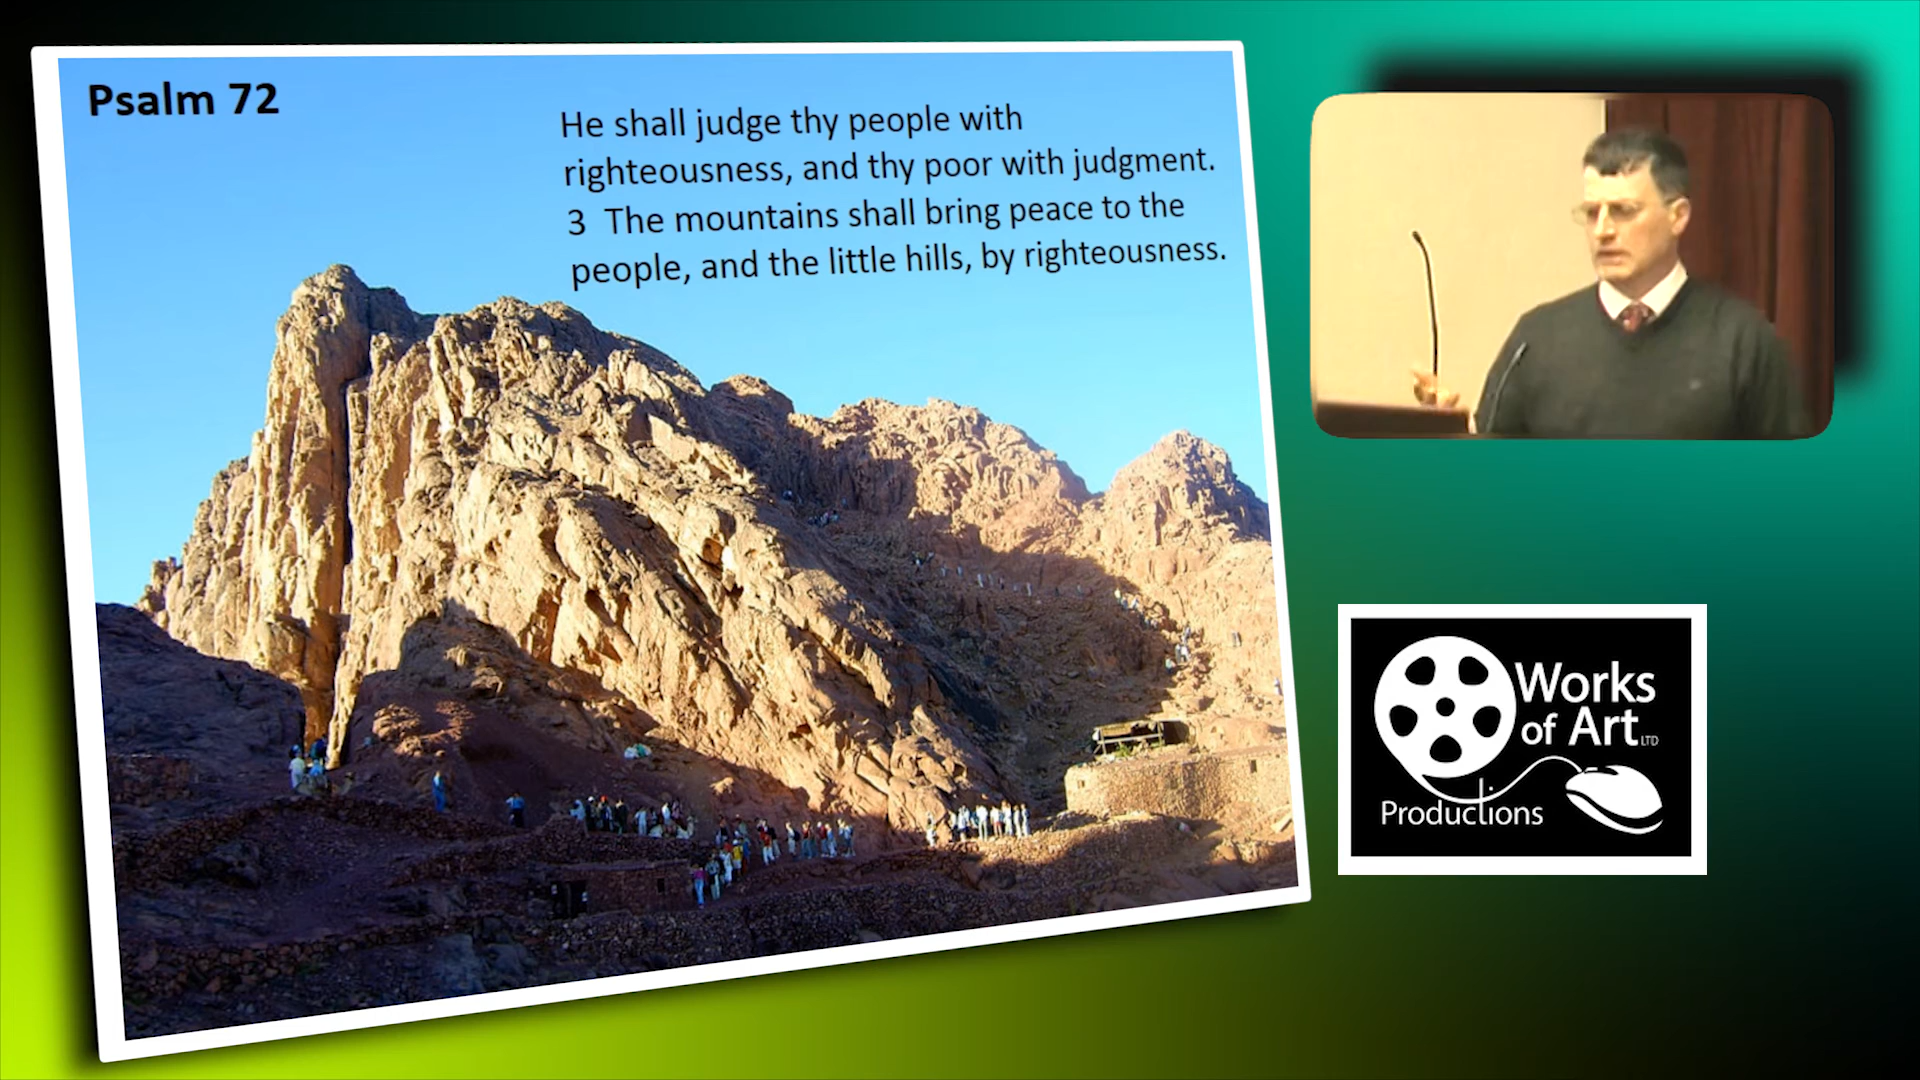 Psalm 72
He shall judge thy people with
righteousness, and thy poor with judgment.
3 The mountains shall bring peace to the
people, and the little hills, by righteousness.
Works
of Art LTD
Productions